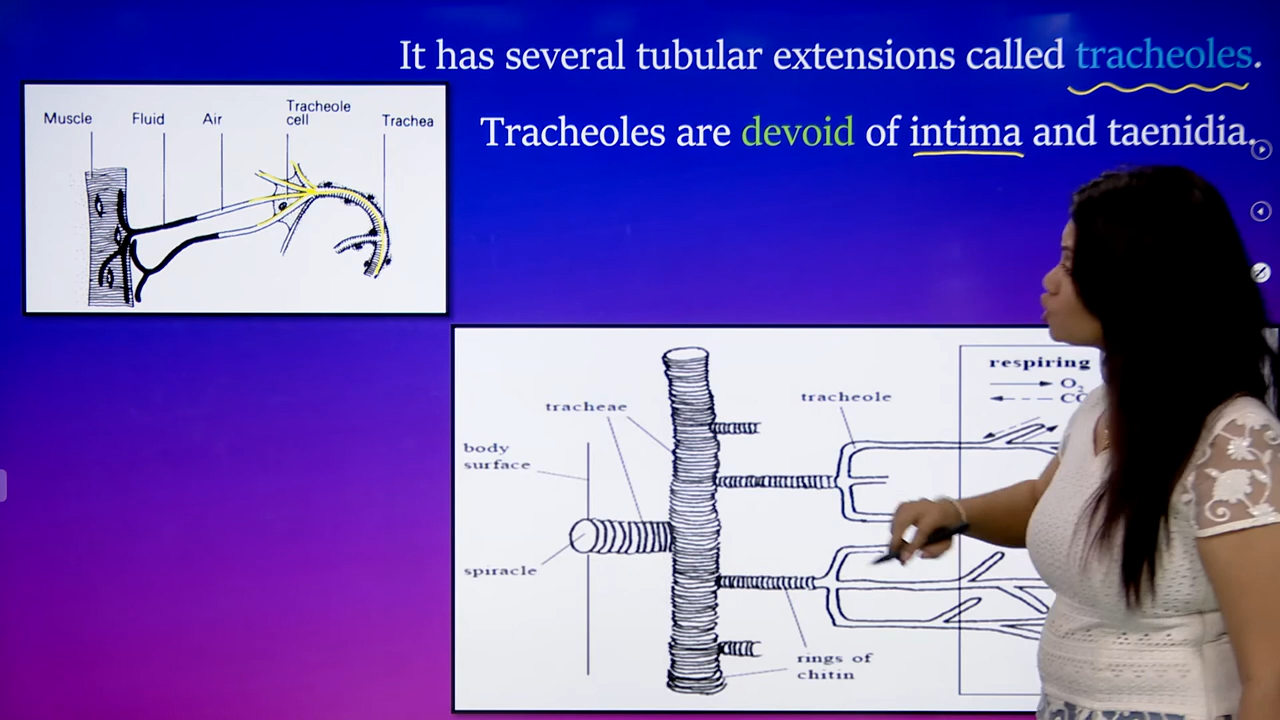 It has several tubular extensions called tracheoles.
Tracheoles are devoid of intima and taenidia.
Muscle Fluid Air Tracheole cell Trachea
respiring
O₂
tracheae
tracheole
body surface
spiracle
rings of chitin